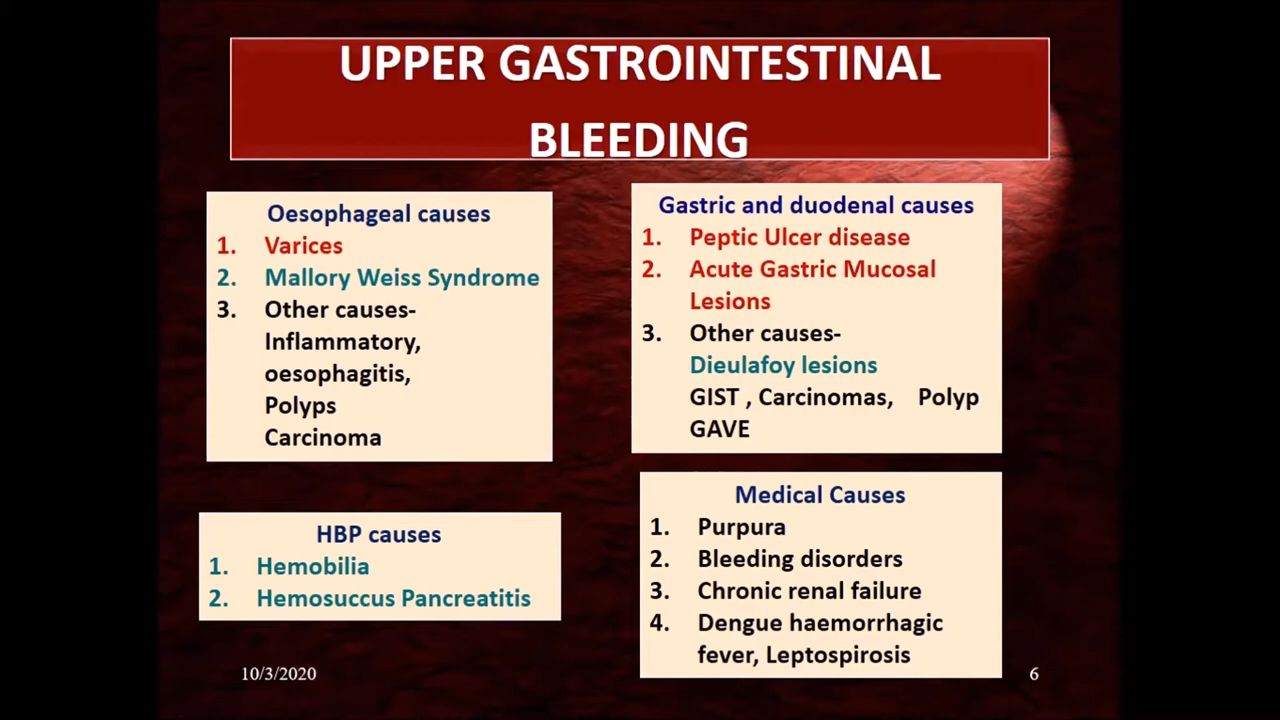 UPPER GASTROINTESTINAL
BLEEDING
Oesophageal causes
1. Varices
2. Mallory Weiss Syndrome
3. Other causes-
Inflammatory,
oesophagitis,
Polyps
Carcinoma
Gastric and duodenal causes
1. Peptic Ulcer disease
2. Acute Gastric Mucosal
Lesions
3. Other causes-
Dieulafoy lesions
GIST , Carcinomas, Polyp
GAVE
HBP causes
1. Hemobilia
2. Hemosuccus Pancreatitis
Medical Causes
1. Purpura
2. Bleeding disorders
3. Chronic renal failure
4. Dengue haemorrhagic
fever, Leptospirosis
10/3/2020
6